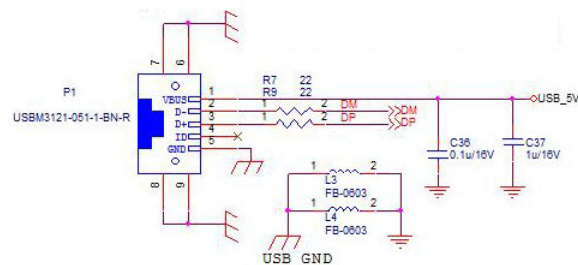 7
6
P1
USBM3121-051-1-BN-R
VBUS 1
D- 2
D+ 3
ID 4
GND 5
8
9
R7 22
R9 22
1 2 DM DM
1 2 DP DP
USB_5V
C36
0.1u/16V
C37
1u/16V
1 2
L3
FB-0603
1 2
L4
FB-0603
USB GND